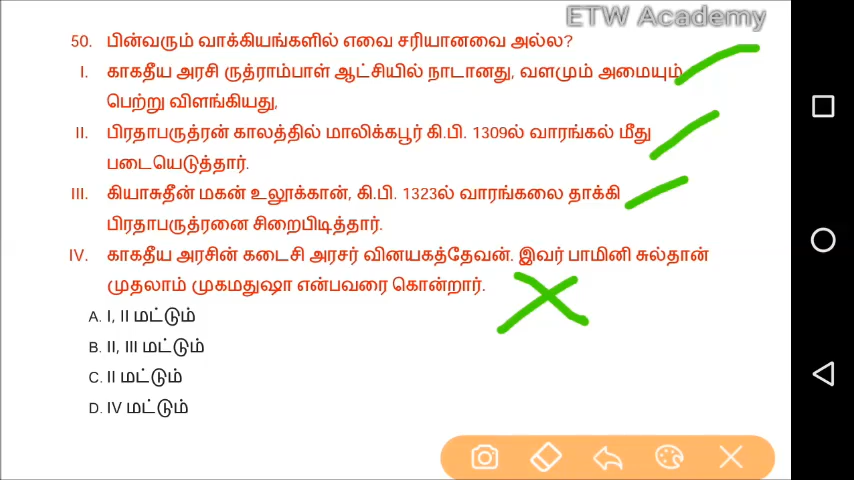 ETW Academy
50. பின்வரும் வாக்கியங்களில் எவை சரியானவை அல்ல?
I. காகதீய அரசி ருத்ராம்பாள் ஆட்சியில் நாடானது, வளமும் அமையும்
பெற்று விளங்கியது,
II. பிரதாபருத்ரன் காலத்தில் மாலிக்கபூர் கி.பி. 1309ல் வாரங்கல் மீது
படையெடுத்தார்.
III. கியாசுதீன் மகன் உலூக்கான், கி.பி. 1323ல் வாரங்கலை தாக்கி
பிரதாபருத்ரனை சிறைபிடித்தார்.
IV. காகதீய அரசின் கடைசி அரசர் வினயகத்தேவன். இவர் பாமினி சுல்தான்
முதலாம் முகமதுஷா என்பவரை கொன்றார்.
A. I, II மட்டும்
B. II, III மட்டும்
C. II மட்டும்
D. IV மட்டும்